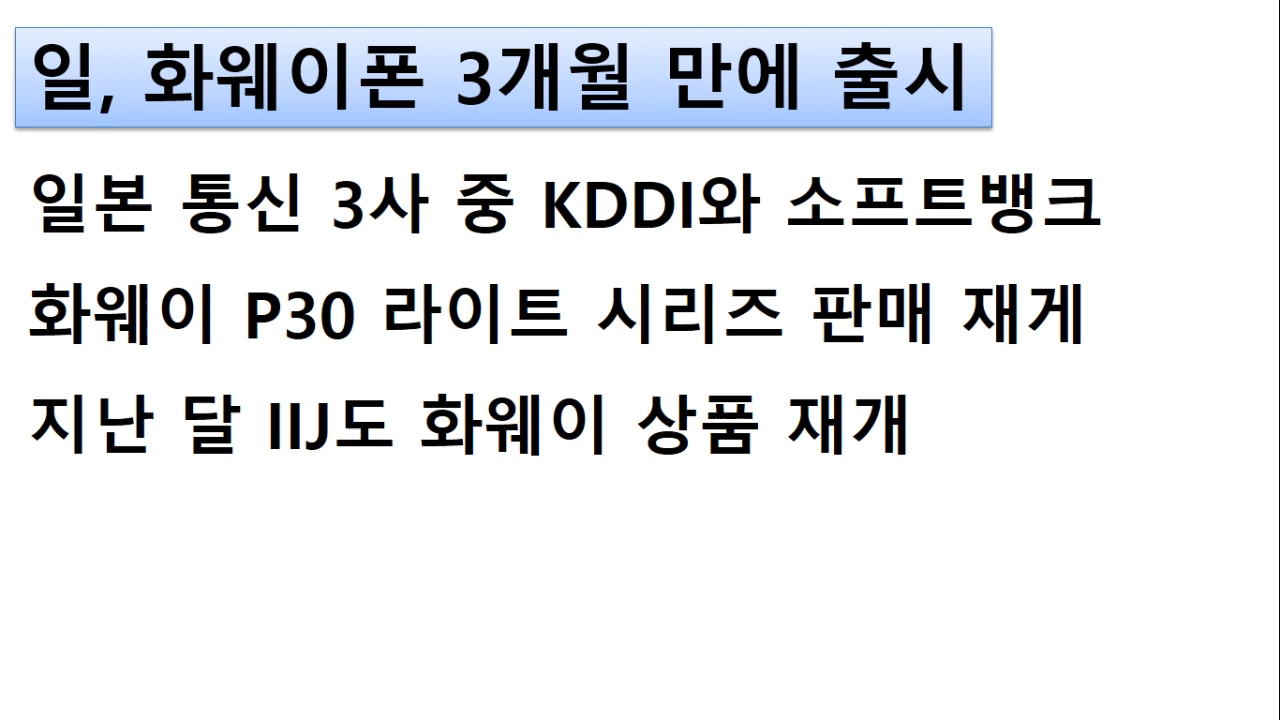 일, 화웨이폰 3개월 만에 출시
일본 통신 3사 중 KDDI와 소프트뱅크
화웨이 P30 라이트 시리즈 판매 재게
지난 달 IIJ도 화웨이 상품 재개